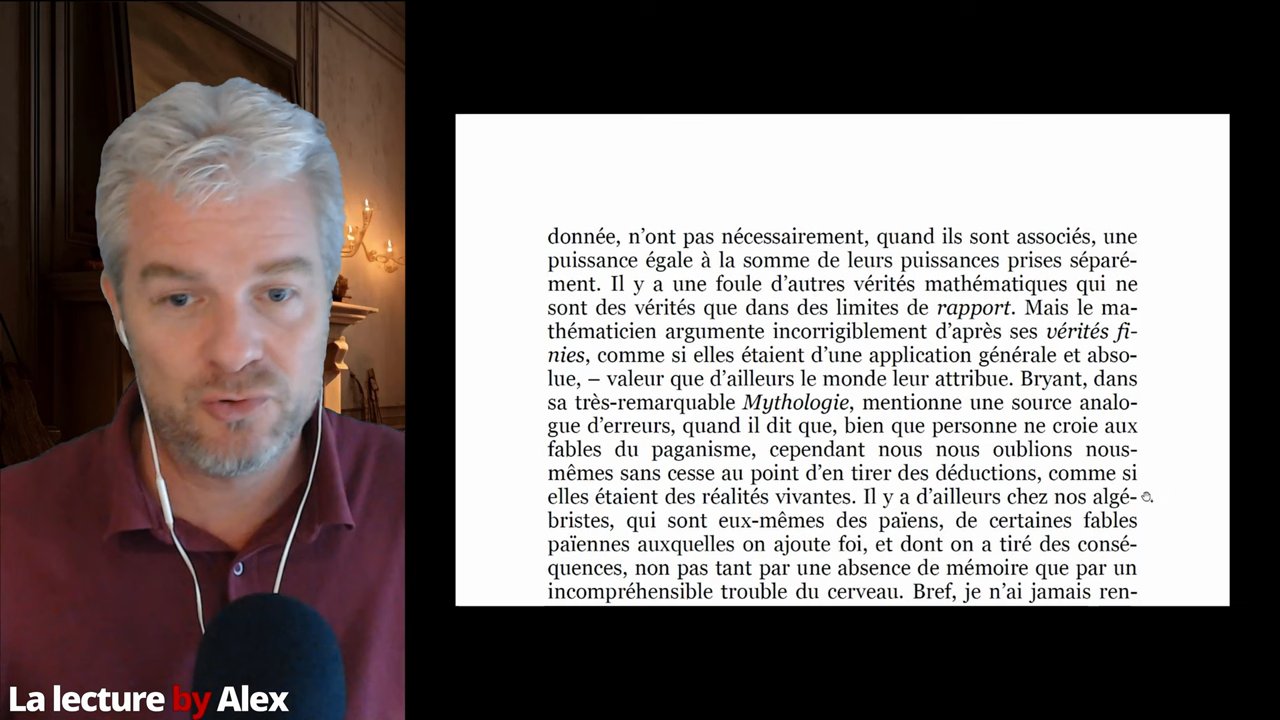 donnée, n’ont pas nécessairement, quand ils sont associés, une
puissance égale à la somme de leurs puissances prises séparé-
ment. Il y a une foule d’autres vérités mathématiques qui ne
sont des vérités que dans des limites de rapport. Mais le ma-
thématicien argumente incorrigiblement d’après ses vérités fi-
nies, comme si elles étaient d’une application générale et abso-
lue, – valeur que d’ailleurs le monde leur attribue. Bryant, dans
sa très-remarquable Mythologie, mentionne une source analo-
gue d’erreurs, quand il dit que, bien que personne ne croie aux
fables du paganisme, cependant nous nous oublions nous-
mêmes sans cesse au point d’en tirer des déductions, comme si
elles étaient des réalités vivantes. Il y a d’ailleurs chez nos algé-
bristes, qui sont eux-mêmes des païens, de certaines fables
païennes auxquelles on ajoute foi, et dont on a tiré des consé-
quences, non pas tant par une absence de mémoire que par un
incompréhensible trouble du cerveau. Bref, je n’ai jamais ren-
La lecture by Alex